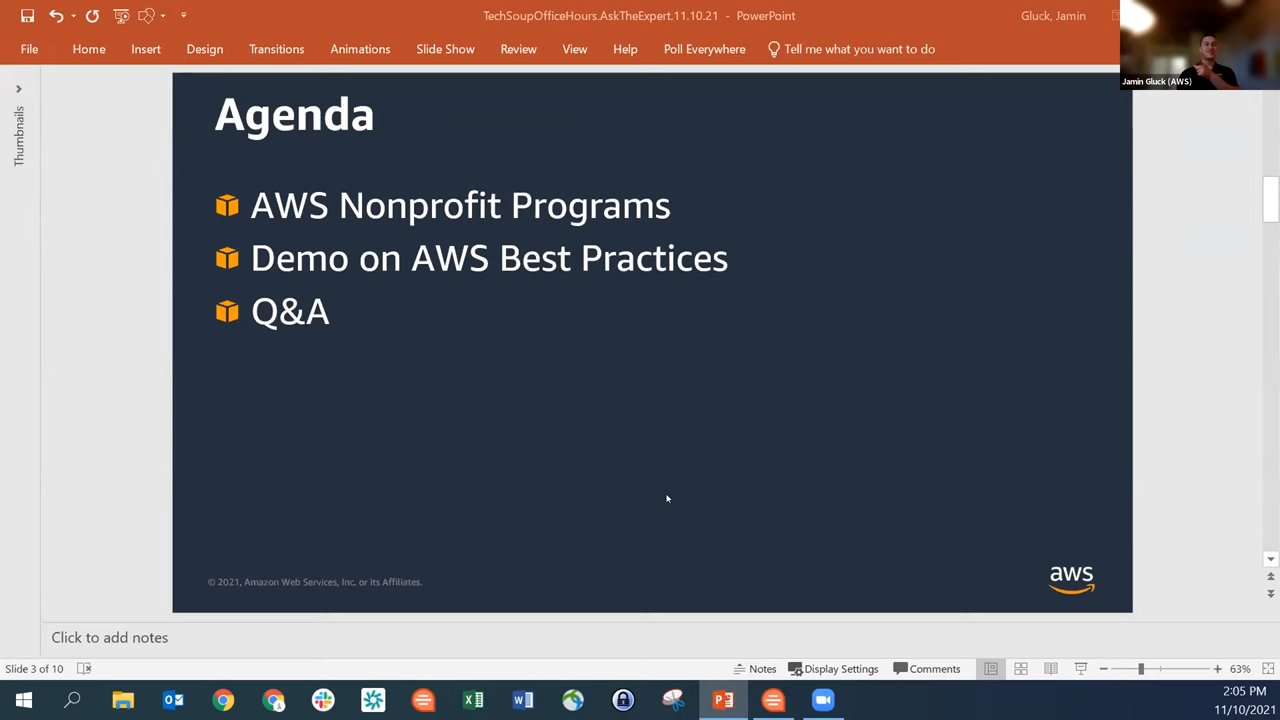 TechSoupOfficeHours.AskTheExpert.11.10.21 - PowerPoint
Gluck, Jamin
File
Home
Insert
Design
Transitions
Animations
Slide Show
Review
View
Help
Poll Everywhere
Tell me what you want to do
Jamin Gluck (AWS)
Thumbnails
Agenda
AWS Nonprofit Programs
Demo on AWS Best Practices
Q&A
© 2021, Amazon Web Services, Inc. or its Affiliates.
aws
Click to add notes
Slide 3 of 10
Notes
Display Settings
Comments
63%
2:05 PM
11/10/2021